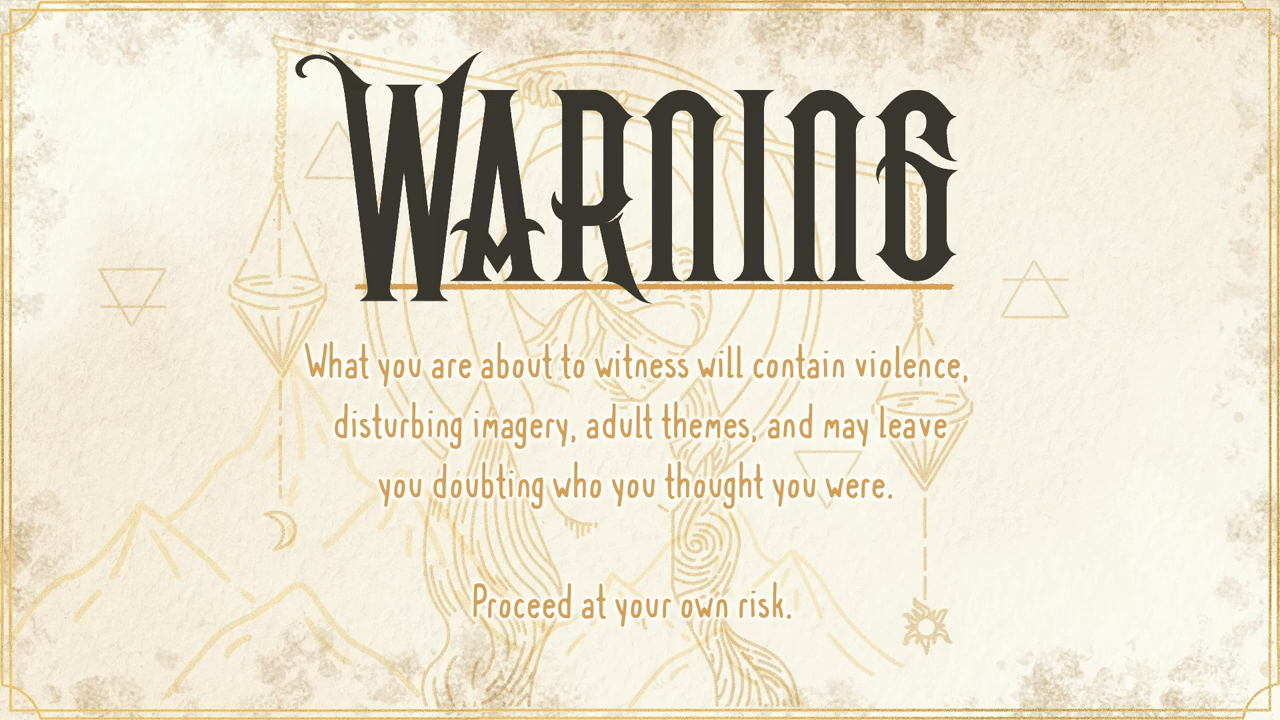 WARNING
What you are about to witness will contain violence,
disturbing imagery, adult themes, and may leave
you doubting who you thought you were.
Proceed at your own risk.